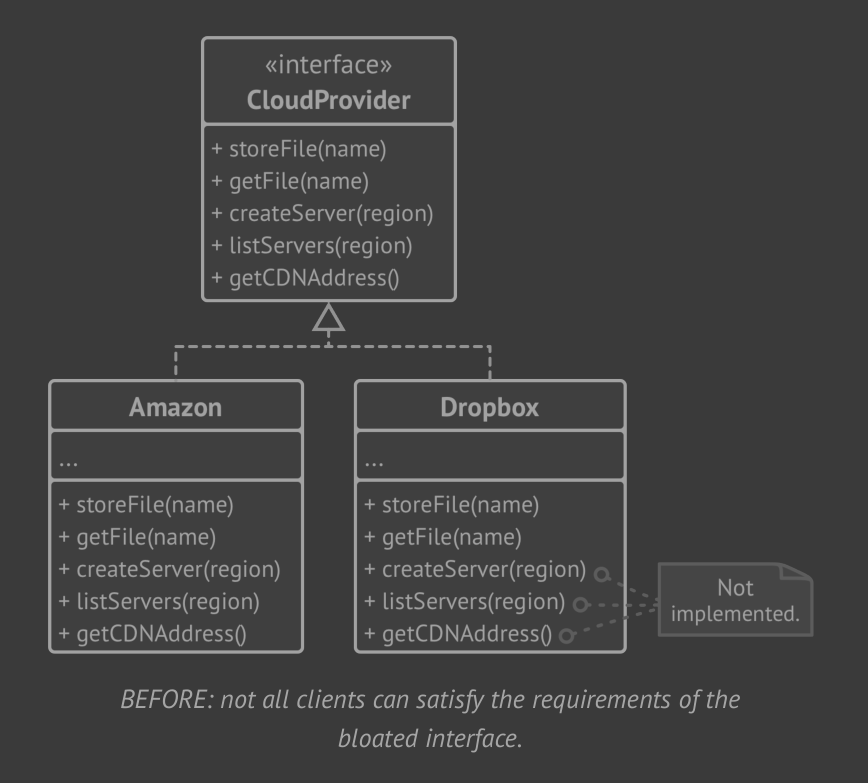 «interface»
CloudProvider
+ storeFile(name)
+ getFile(name)
+ createServer(region)
+ listServers(region)
+ getCDNAddress()
Amazon
...
+ storeFile(name)
+ getFile(name)
+ createServer(region)
+ listServers(region)
+ getCDNAddress()
Dropbox
...
+ storeFile(name)
+ getFile(name)
+ createServer(region)
+ listServers(region)
+ getCDNAddress()
Not
implemented.
BEFORE: not all clients can satisfy the requirements of the
bloated interface.